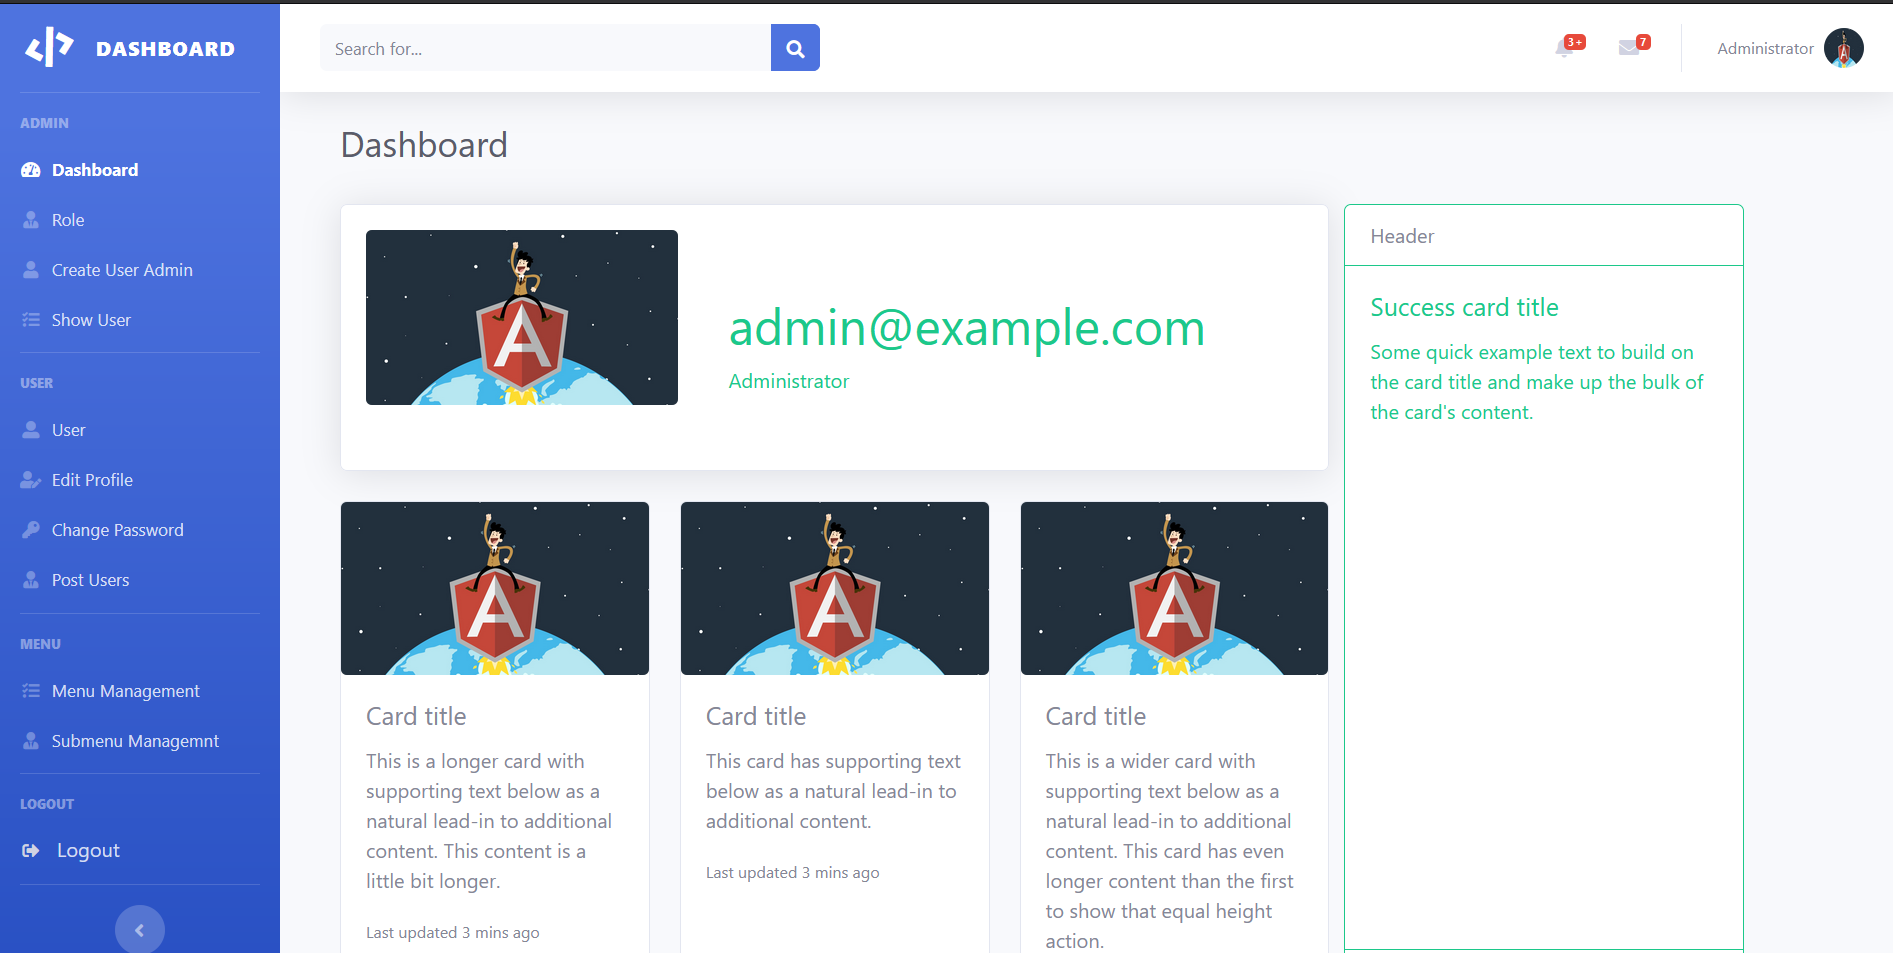 DASHBOARD
ADMIN
Dashboard
Role
Create User Admin
Show User
USER
User
Edit Profile
Change Password
Post Users
MENU
Menu Management
Submenu Managemnt
LOGOUT
Logout
Search for...
3+
7
Administrator
A
Dashboard
A
admin@example.com
Administrator
Header
Success card title
Some quick example text to build on
the card title and make up the bulk of
the card's content.
A
Card title
This is a longer card with
supporting text below as a
natural lead-in to additional
content. This content is a
little bit longer.
Last updated 3 mins ago
A
Card title
This card has supporting text
below as a natural lead-in to
additional content.
Last updated 3 mins ago
A
Card title
This is a wider card with
supporting text below as a
natural lead-in to additional
content. This card has even
longer content than the first
to show that equal height
action.